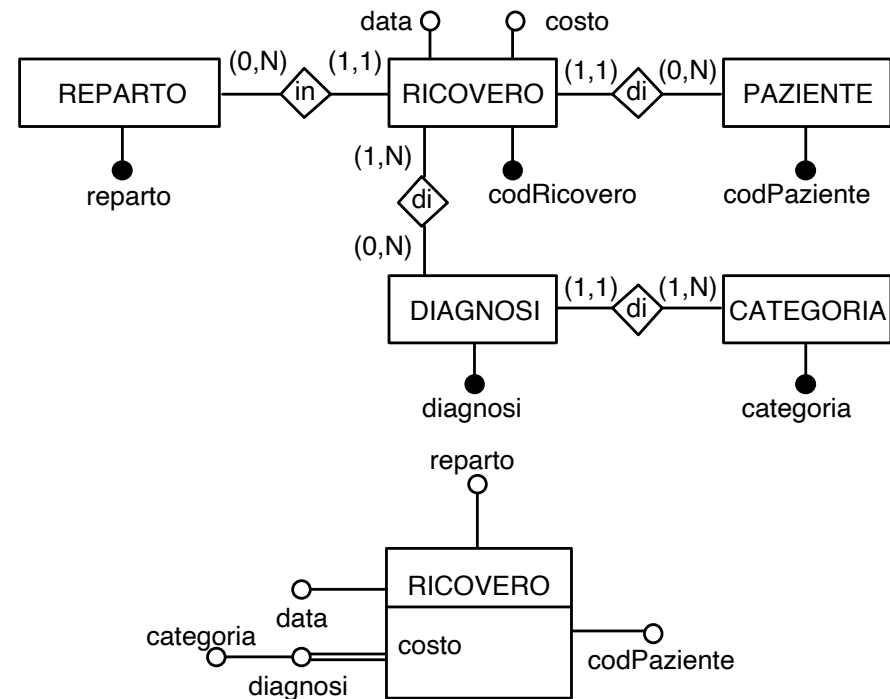 data costo
(0,N) (1,1) (1,1) (0,N)
REPARTO in RICOVERO di PAZIENTE
(1,N)
reparto codRicovero codPaziente
di
(0,N)
(1,1) (1,N)
DIAGNOSI di CATEGORIA
diagnosi categoria
reparto
RICOVERO
data
categoria costo
diagnosi codPaziente